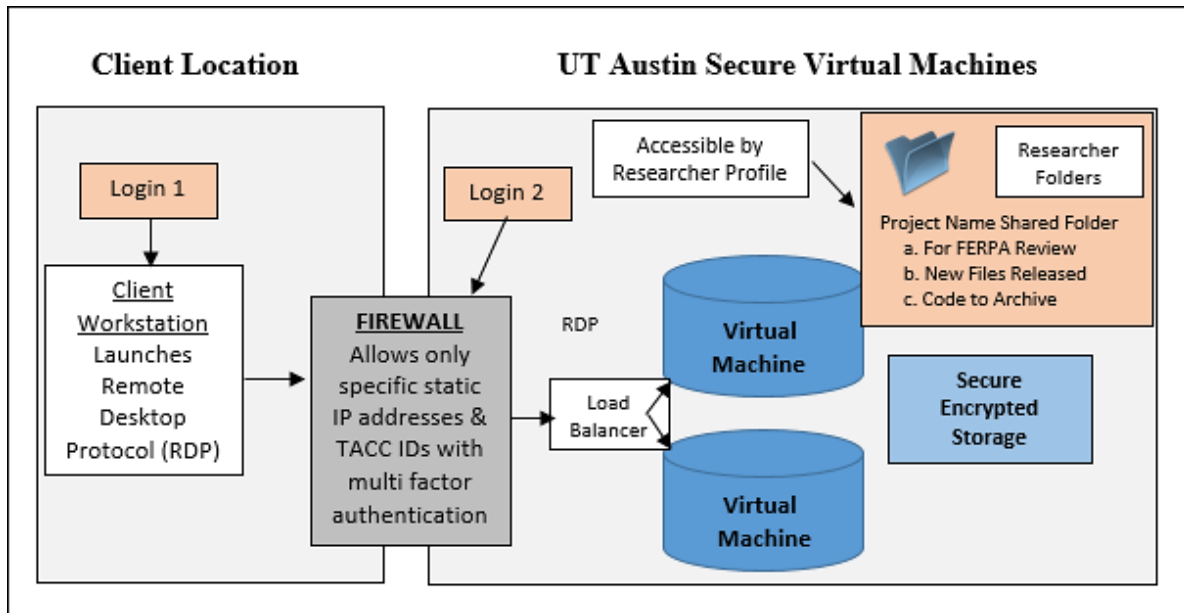 Client Location
UT Austin Secure Virtual Machines
Login 1
Client
Workstation
Launches
Remote
Desktop
Protocol (RDP)
Login 2
FIREWALL
Allows only
specific static
IP addresses &
TACC IDs with
multi factor
authentication
RDP
Load
Balancer
Accessible by
Researcher Profile
Virtual
Machine
Virtual
Machine
Researcher
Folders
Project Name Shared Folder
a. For FERPA Review
b. New Files Released
c. Code to Archive
Secure
Encrypted
Storage